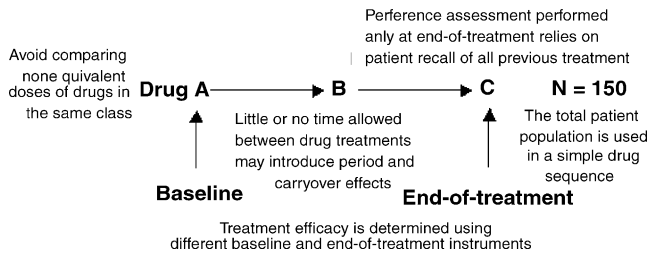 Perference assessment performed
anly at end-of-treatment relies on
patient recall of all previous treatment
Avoid comparing
none quivalent
doses of drugs in
the same class
Drug A
B
C
N = 150
Little or no time allowed
between drug treatments
may introduce period and
carryover effects
The total patient
population is used
in a simple drug
sequence
Baseline
End-of-treatment
Treatment efficacy is determined using
different baseline and end-of-treatment instruments